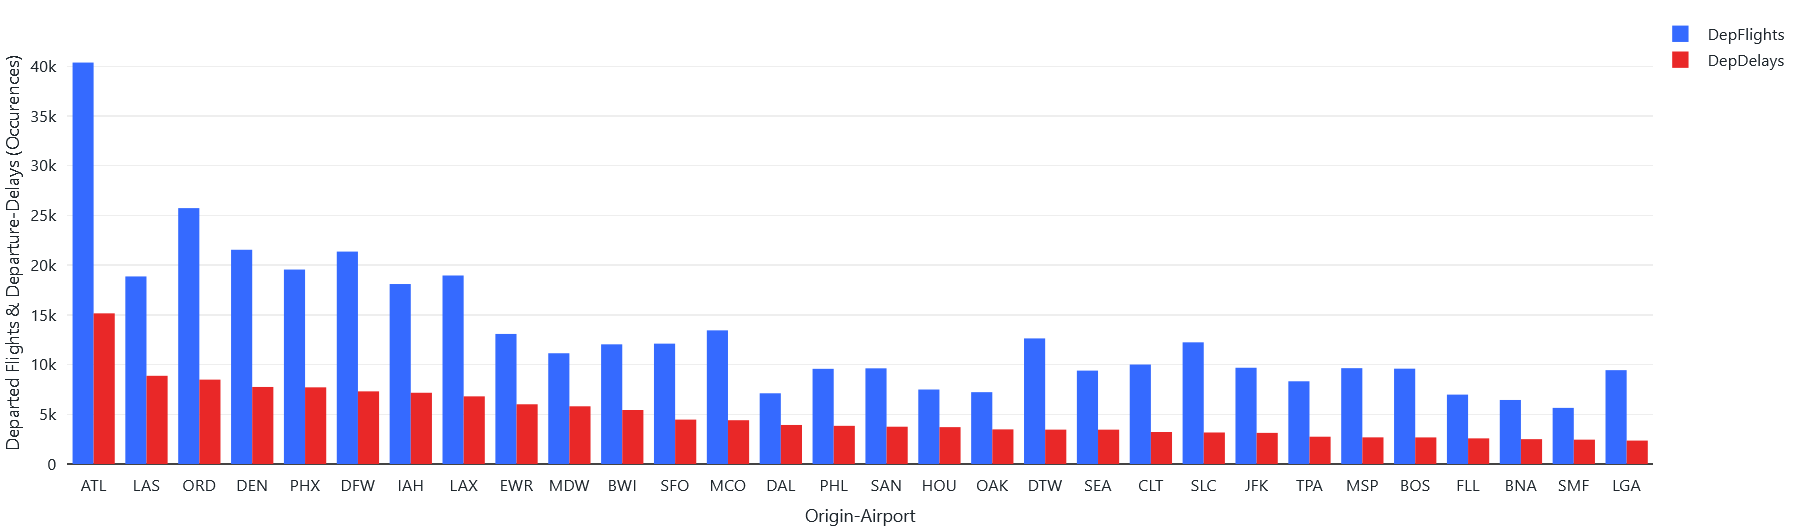 DepFlights
DepDelays
Departed Flights & Departure-Delays (Occurences)
40k
35k
30k
25k
20k
15k
10k
5k
0
ATL LAS ORD DEN PHX DFW IAH LAX EWR MDW BWI SFO MCO DAL PHL SAN HOU OAK DTW SEA CLT SLC JFK TPA MSP BOS FLL BNA SMF LGA
Origin-Airport